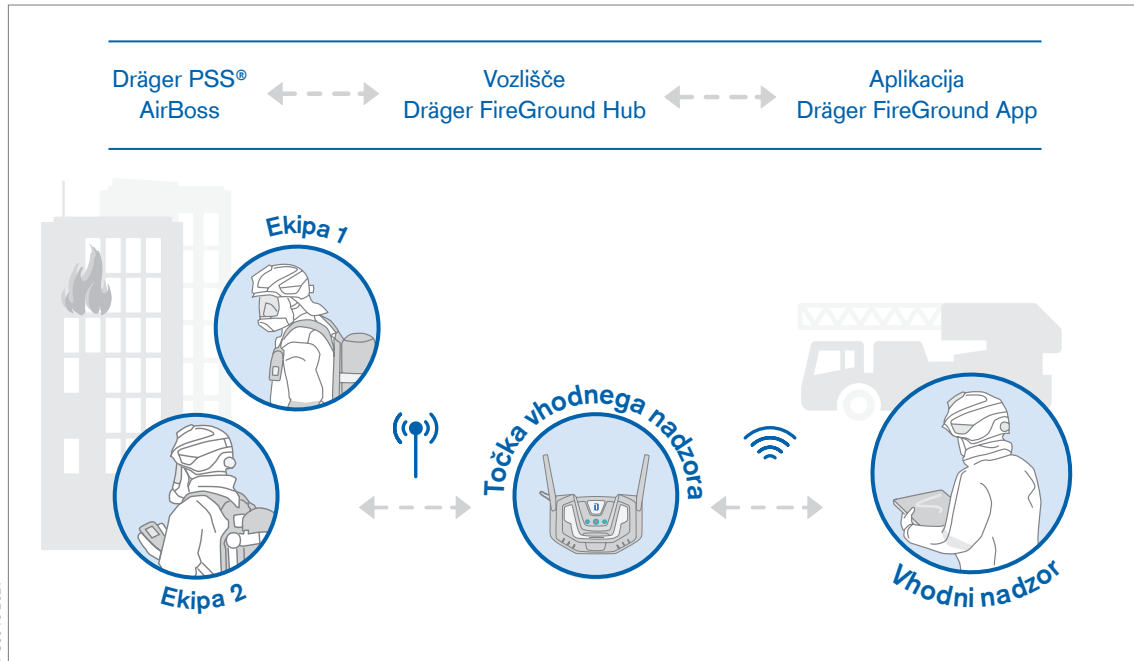 Dräger PSS®
AirBoss
Vozlišče
Dräger FireGround Hub
Aplikacija
Dräger FireGround App
Ekipa 1
Ekipa 2
Točka vhodnega nadzora
Vhodni nadzor